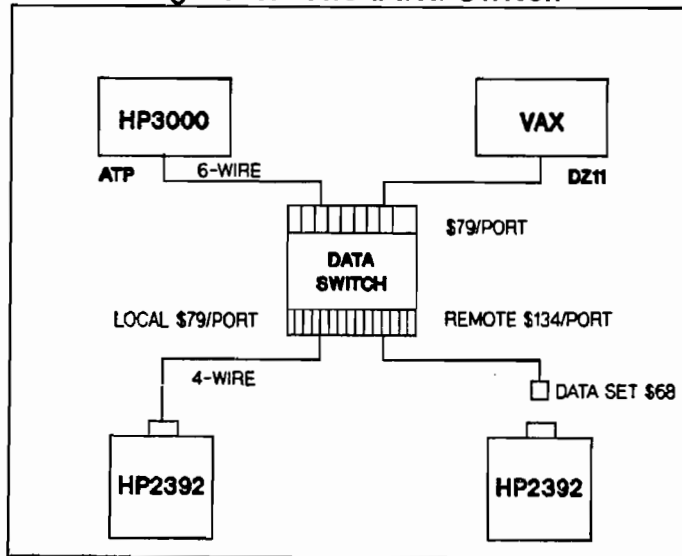 HP3000
VAX
ATP
6-WIRE
DZ11
$79/PORT
DATA
SWITCH
LOCAL $79/PORT
REMOTE $134/PORT
4-WIRE
DATA SET $68
HP2392
HP2392